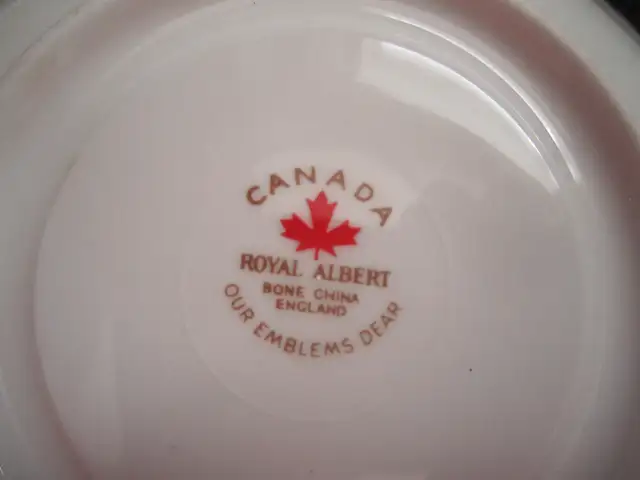 CANADA
ROYAL ALBERT
BONE CHINA
ENGLAND
OUR EMBLEMS DEAR